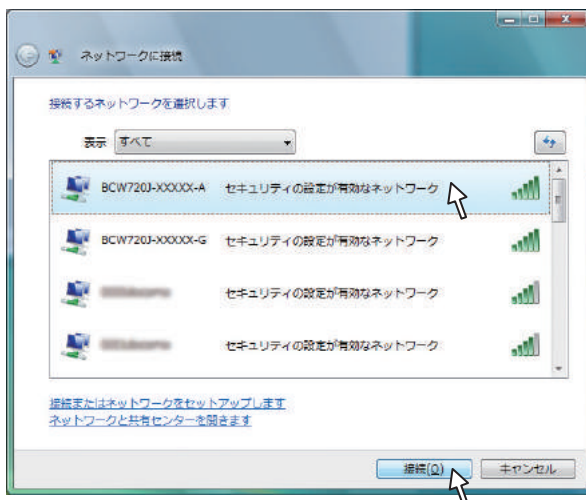 ネットワークに接続
接続するネットワークを選択します
表示 すべて
BCW720J-XXXXX-A セキュリティの設定が有効なネットワーク
BCW720J-XXXXX-G セキュリティの設定が有効なネットワーク
セキュリティの設定が有効なネットワーク
セキュリティの設定が有効なネットワーク
接続またはネットワークをセットアップします
ネットワークと共有センターを開きます
接続(O) キャンセル